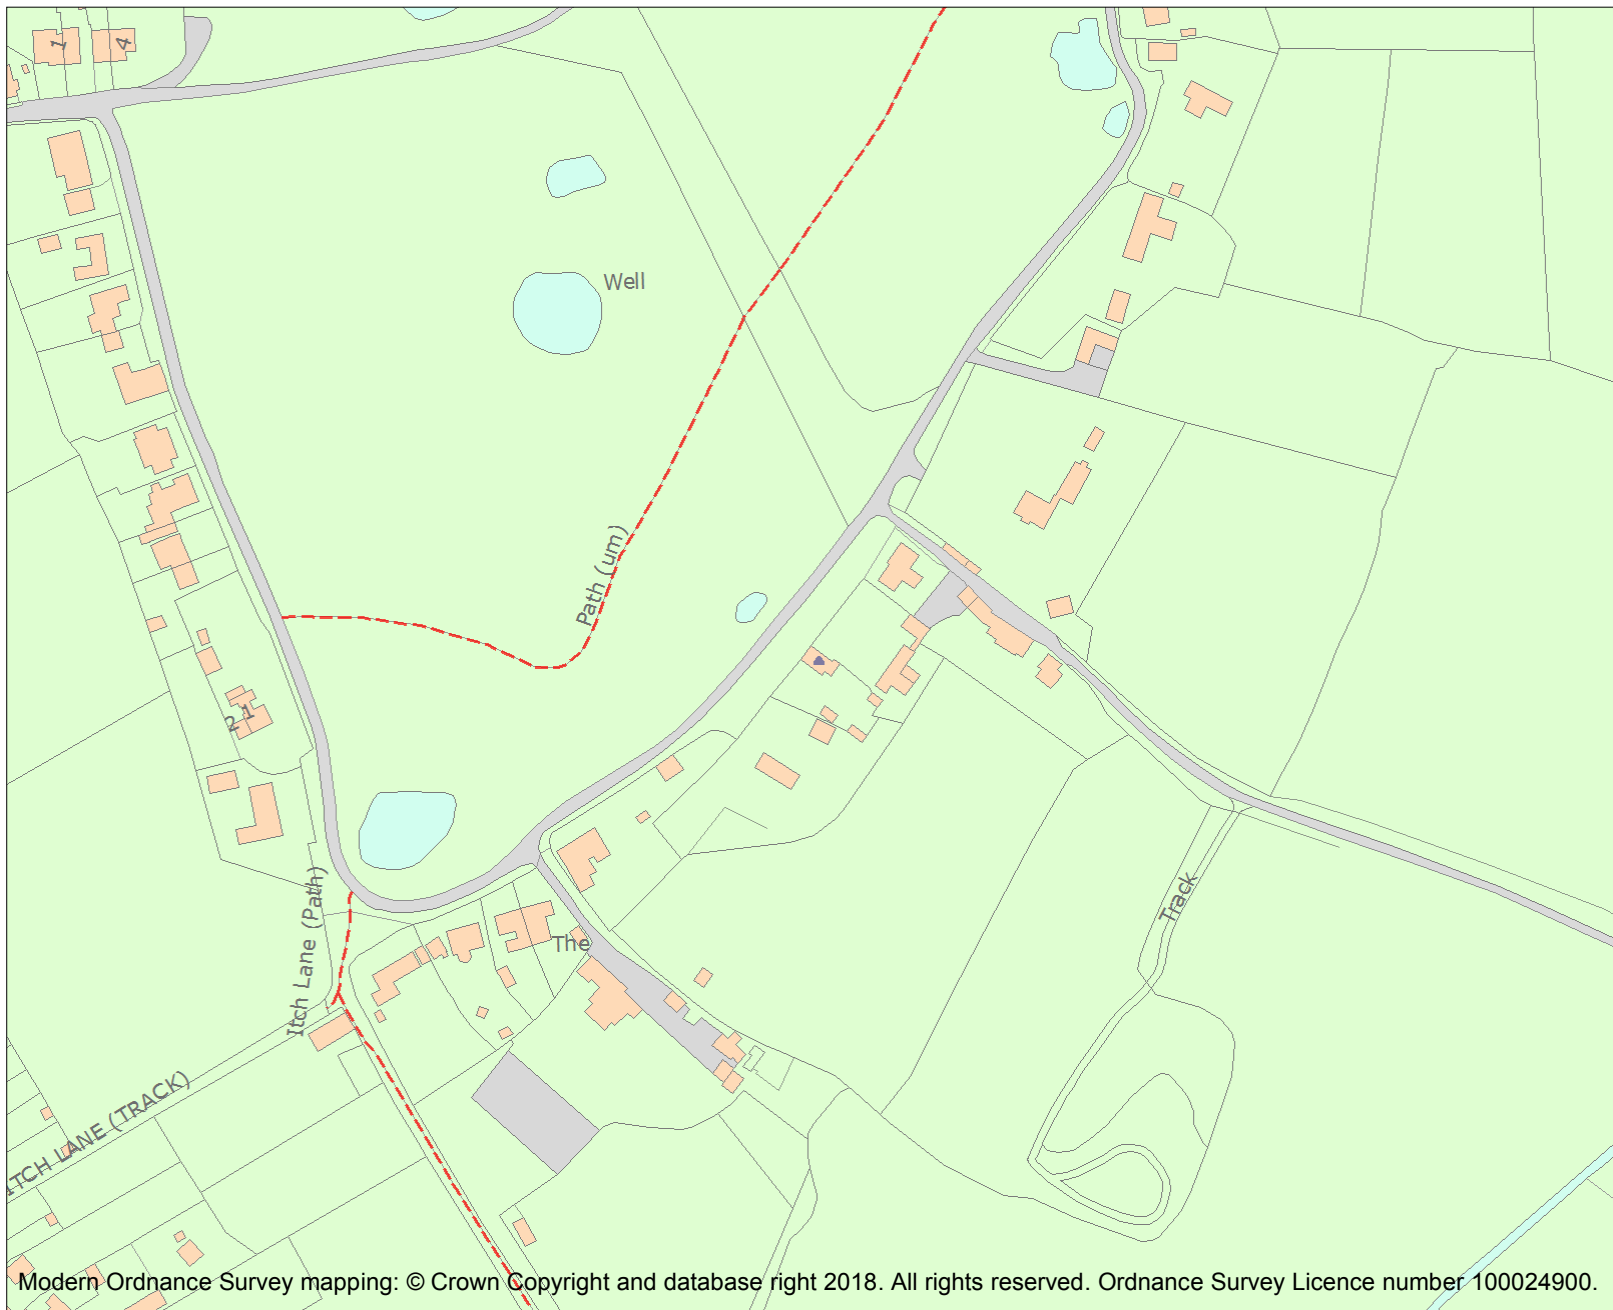 1
4
Well
Path (um)
2 1
Itch Lane (Path)
Track
The
ITCH LANE (TRACK)
Modern Ordnance Survey mapping: © Crown Copyright and database right 2018. All rights reserved. Ordnance Survey Licence number 100024900.